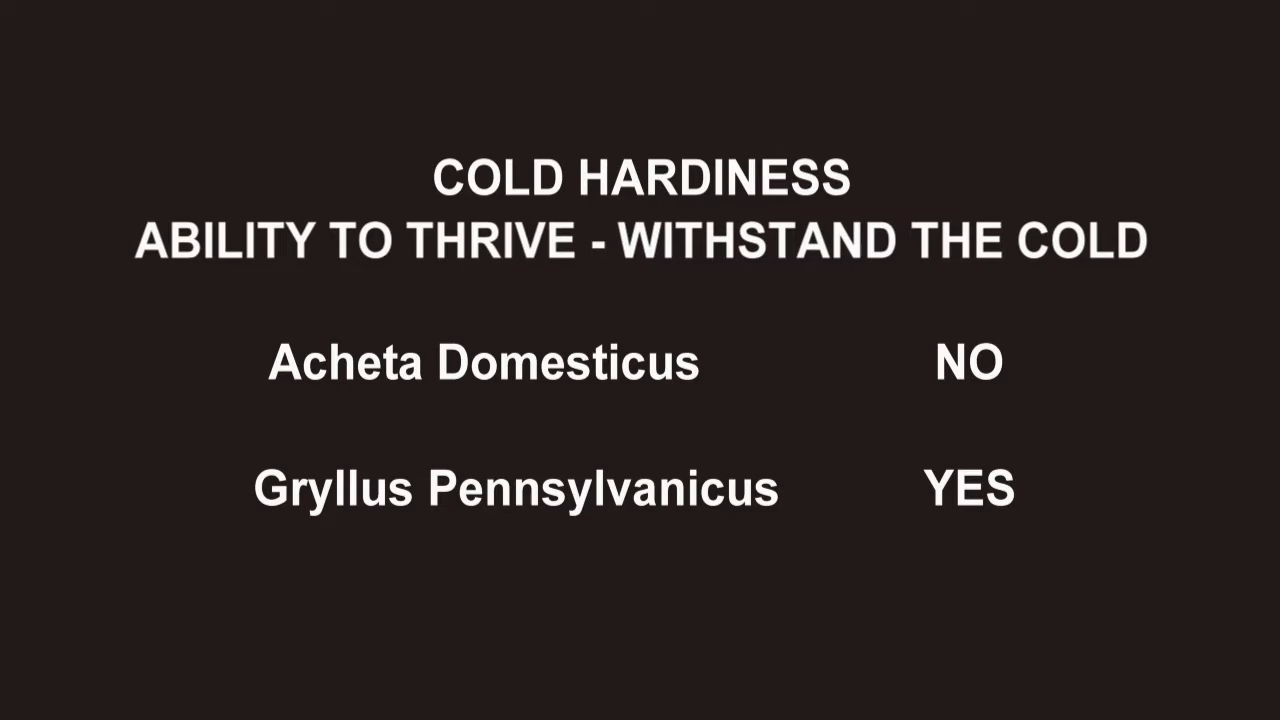 COLD HARDINESS
ABILITY TO THRIVE - WITHSTAND THE COLD
Acheta Domesticus NO
Gryllus Pennsylvanicus YES